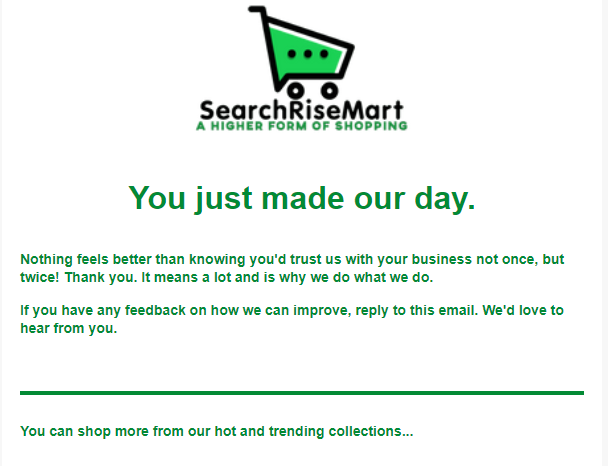 SearchRiseMart
A HIGHER FORM OF SHOPPING
You just made our day.
Nothing feels better than knowing you'd trust us with your business not once, but
twice! Thank you. It means a lot and is why we do what we do.
If you have any feedback on how we can improve, reply to this email. We'd love to
hear from you.
You can shop more from our hot and trending collections...